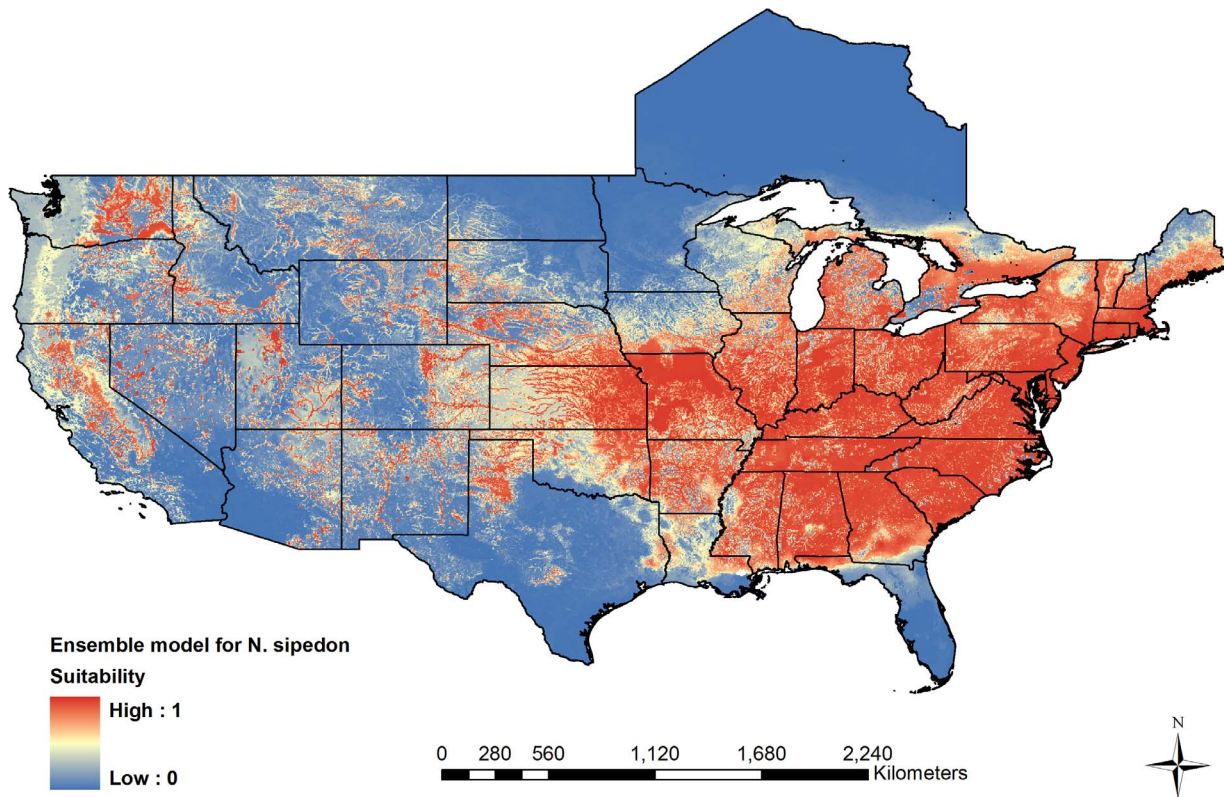 Ensemble model for N. sipedon
Suitability
High : 1
Low : 0
0 280 560 1,120 1,680 2,240
Kilometers
N